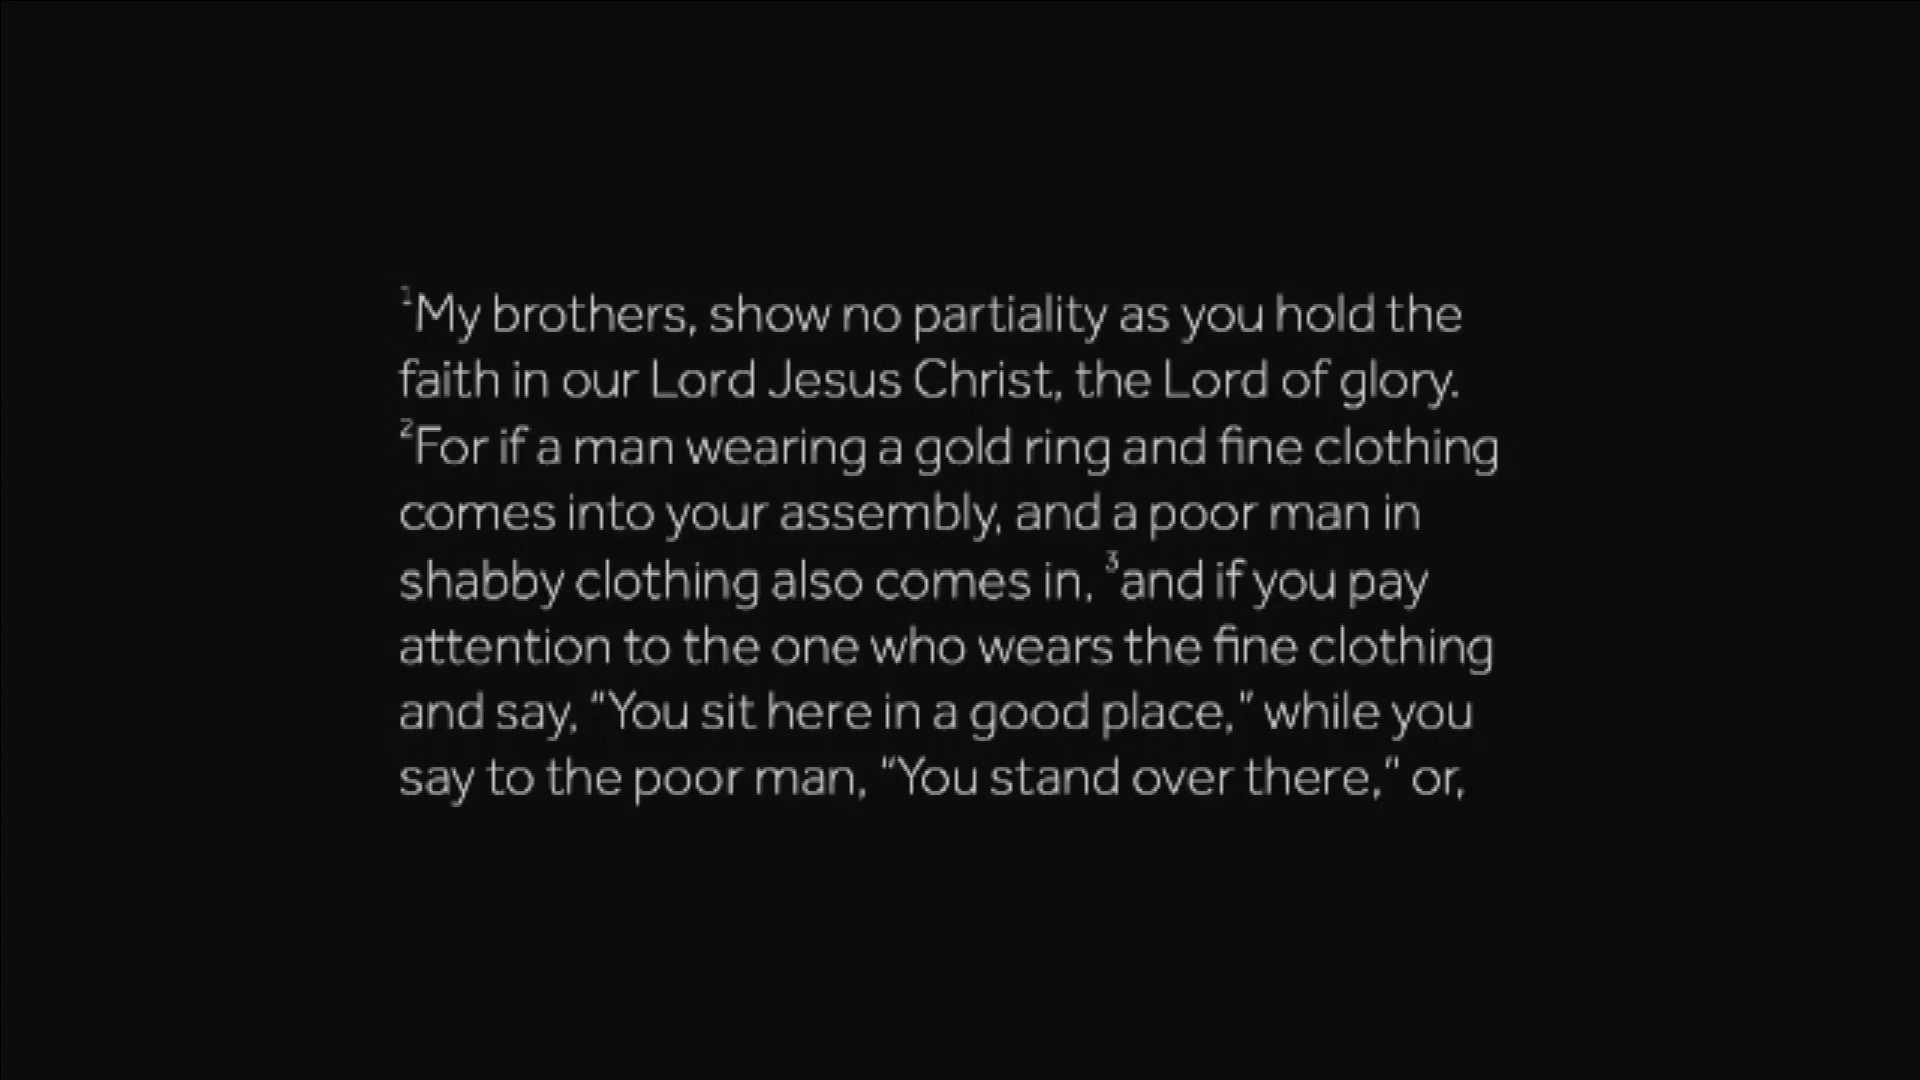 ¹My brothers, show no partiality as you hold the
faith in our Lord Jesus Christ, the Lord of glory.
²For if a man wearing a gold ring and fine clothing
comes into your assembly, and a poor man in
shabby clothing also comes in, ³and if you pay
attention to the one who wears the fine clothing
and say, “You sit here in a good place,” while you
say to the poor man, “You stand over there,” or,